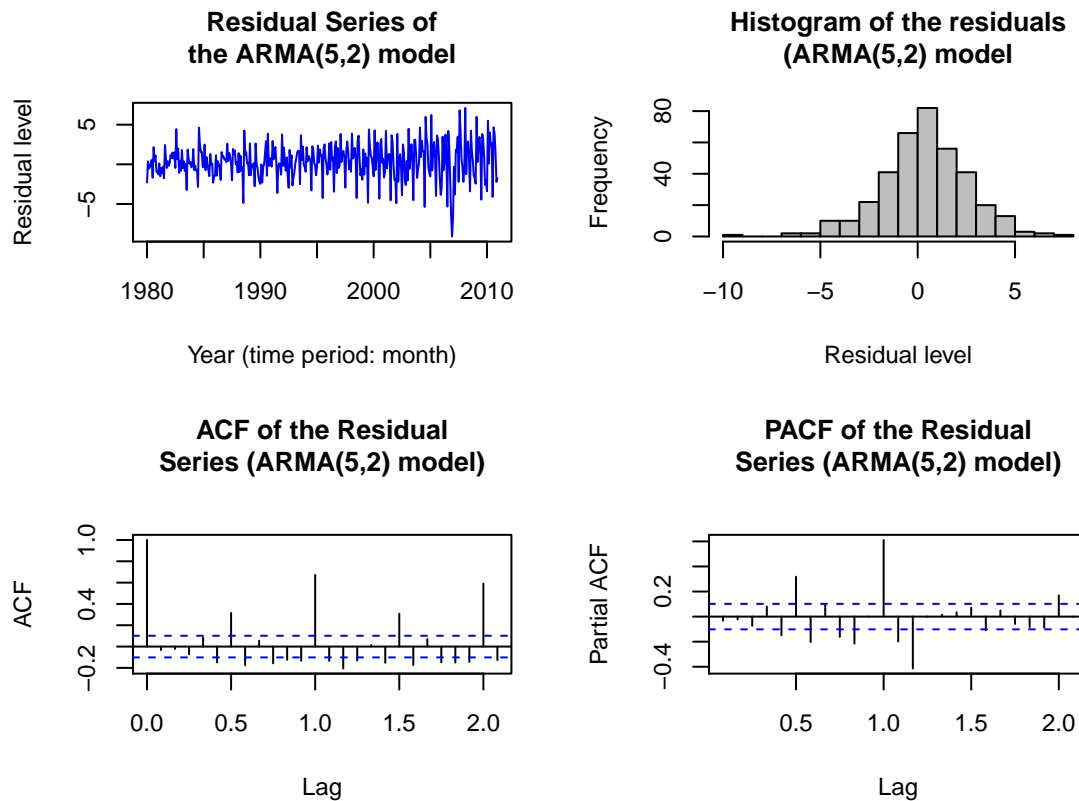 Residual Series of
the ARMA(5,2) model
Residual level
5
−5
1980
1990
2000
2010
Year (time period: month)
Histogram of the residuals
(ARMA(5,2) model
Frequency
80
40
0
−10
−5
0
5
Residual level
ACF of the Residual
Series (ARMA(5,2) model)
ACF
1.0
0.4
−0.2
0.0
0.5
1.0
1.5
2.0
Lag
PACF of the Residual
Series (ARMA(5,2) model)
Partial ACF
0.2
−0.4
0.5
1.0
1.5
2.0
Lag